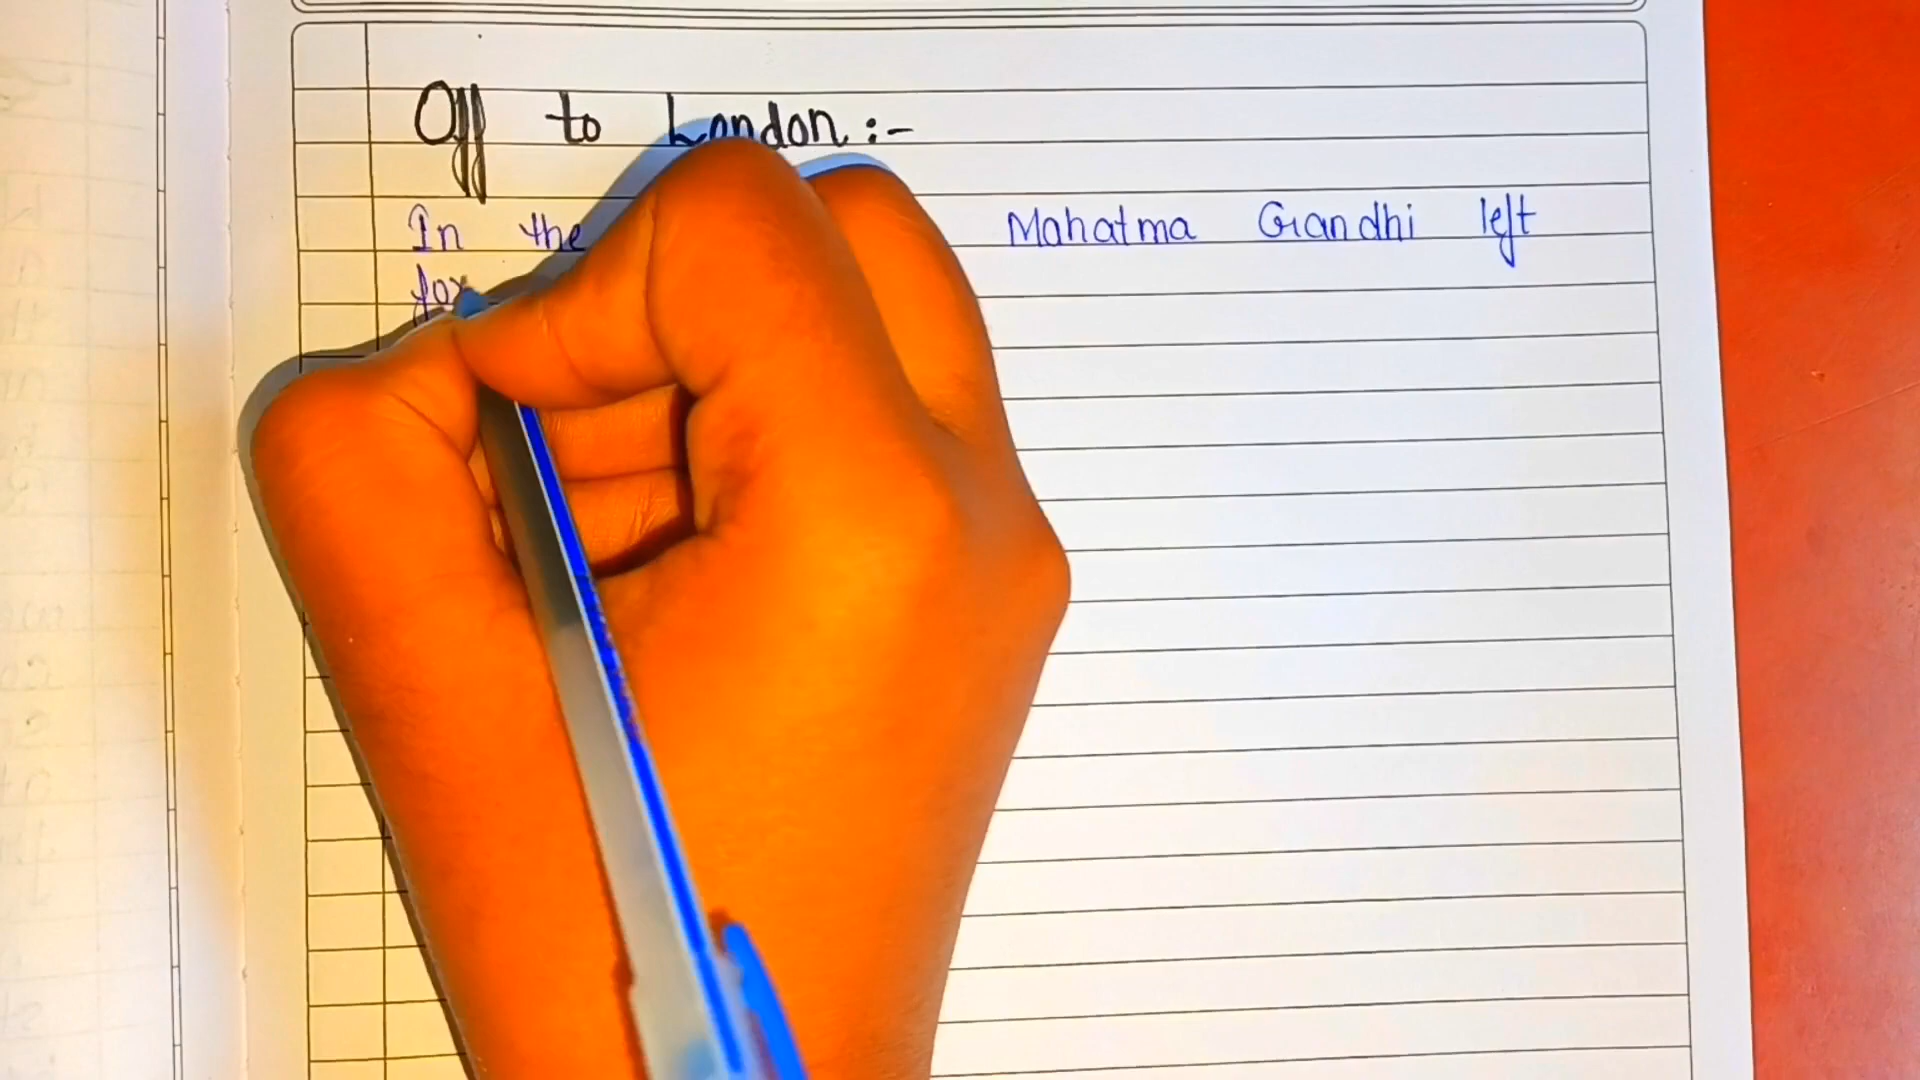 Off to London :-
In the Mahatma Gandhi left
for